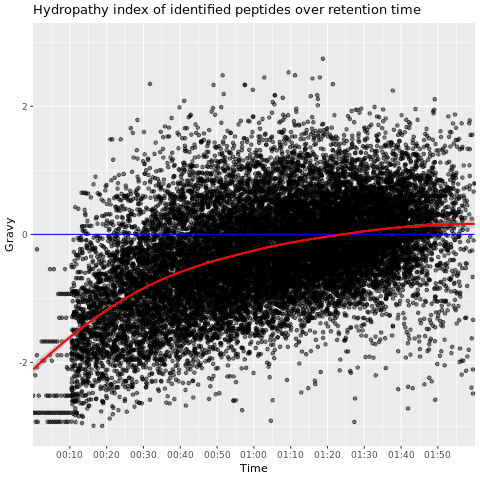 Hydropathy index of identified peptides over retention time
Gravy
2
0
-2
00:10 00:20 00:30 00:40 00:50 01:00 01:10 01:20 01:30 01:40 01:50
Time